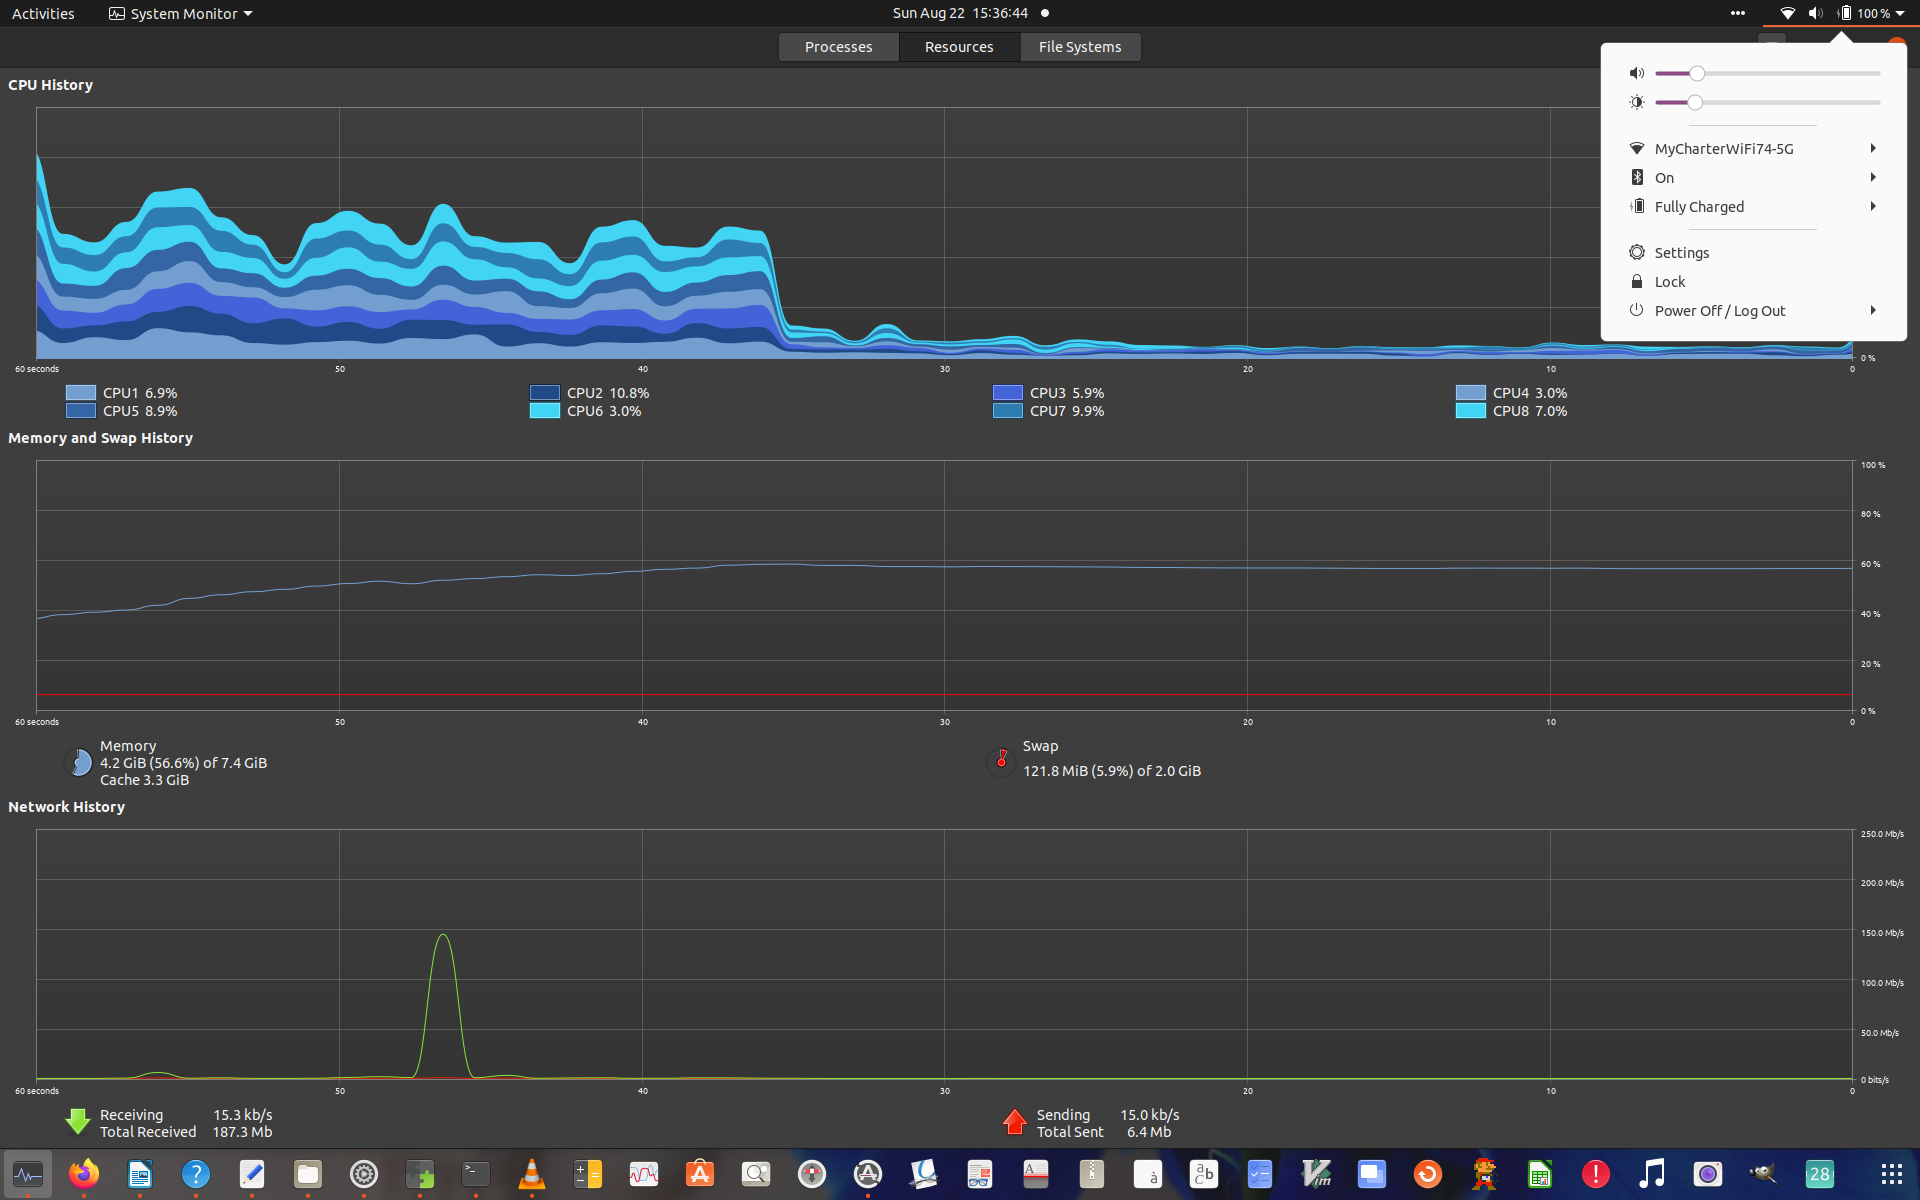 Activities System Monitor Sun Aug 22 15:36:44 100 %
Processes Resources File Systems
CPU History
MyCharterWiFi74-5G
On
Fully Charged
Settings
Lock
Power Off / Log Out
0 %
60 seconds 50 40 30 20 10 0
CPU1 6.9% CPU2 10.8% CPU3 5.9% CPU4 3.0%
CPU5 8.9% CPU6 3.0% CPU7 9.9% CPU8 7.0%
Memory and Swap History
100 %
80 %
60 %
40 %
20 %
0 %
60 seconds 50 40 30 20 10 0
Memory
4.2 GiB (56.6%) of 7.4 GiB
Cache 3.3 GiB
Swap
121.8 MiB (5.9%) of 2.0 GiB
Network History
250.0 Mb/s
200.0 Mb/s
150.0 Mb/s
100.0 Mb/s
50.0 Mb/s
0 bits/s
60 seconds 50 40 30 20 10 0
Receiving 15.3 kb/s
Total Received 187.3 Mb
Sending 15.0 kb/s
Total Sent 6.4 Mb
? >_ A à a b c Vim ! 28